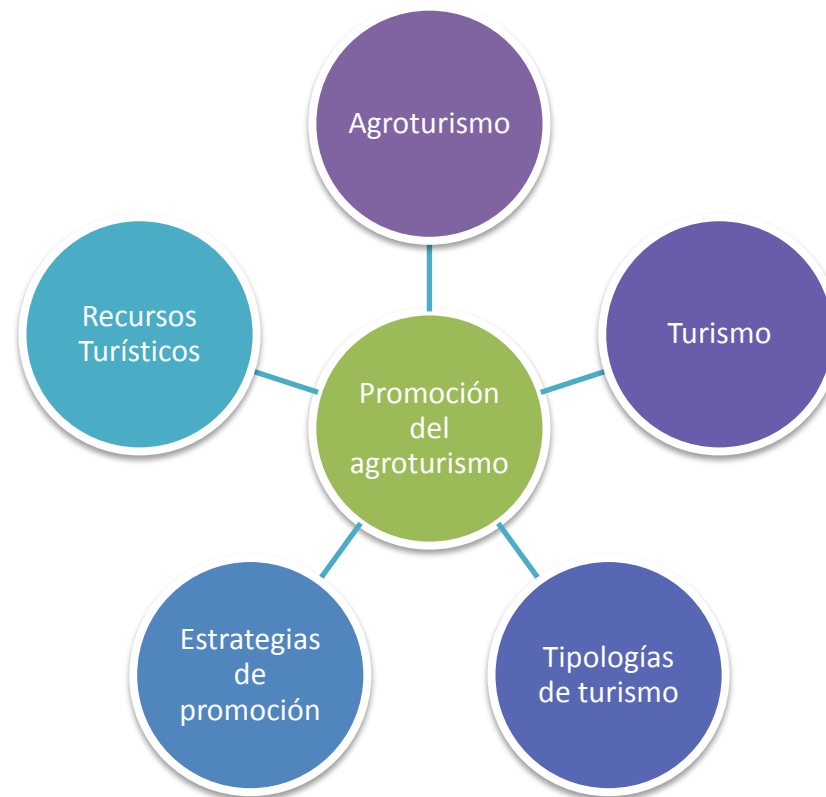 Agroturismo
Recursos
Turísticos
Turismo
Promoción
del
agroturismo
Estrategias
de
promoción
Tipologías
de turismo